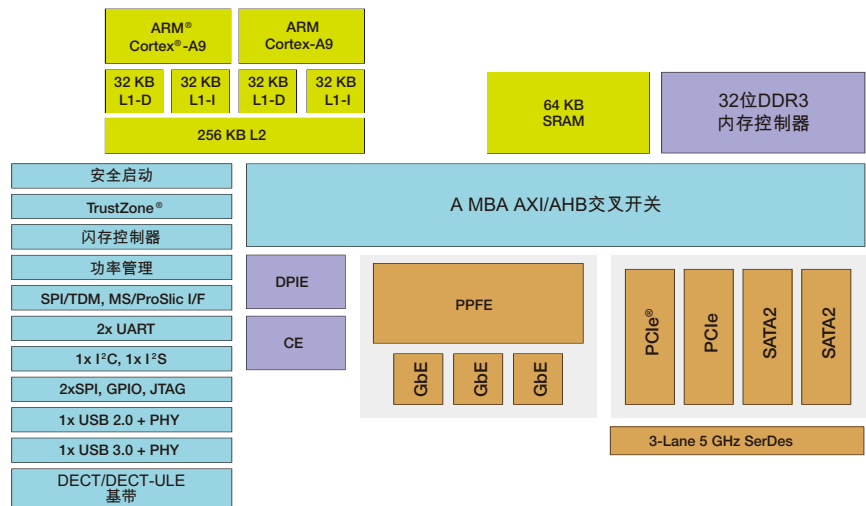 ARM®
Cortex®-A9
ARM
Cortex-A9
32 KB
L1-D
32 KB
L1-I
32 KB
L1-D
32 KB
L1-I
256 KB L2
64 KB
SRAM
32位DDR3
内存控制器
安全启动
TrustZone®
闪存控制器
功率管理
SPI/TDM, MS/ProSlic I/F
2x UART
1x I²C, 1x I²S
2xSPI, GPIO, JTAG
1x USB 2.0 + PHY
1x USB 3.0 + PHY
DECT/DECT-ULE
基带
A MBA AXI/AHB交叉开关
DPIE
CE
PPFE
GbE
GbE
GbE
PCIe®
PCIe
SATA2
SATA2
3-Lane 5 GHz SerDes